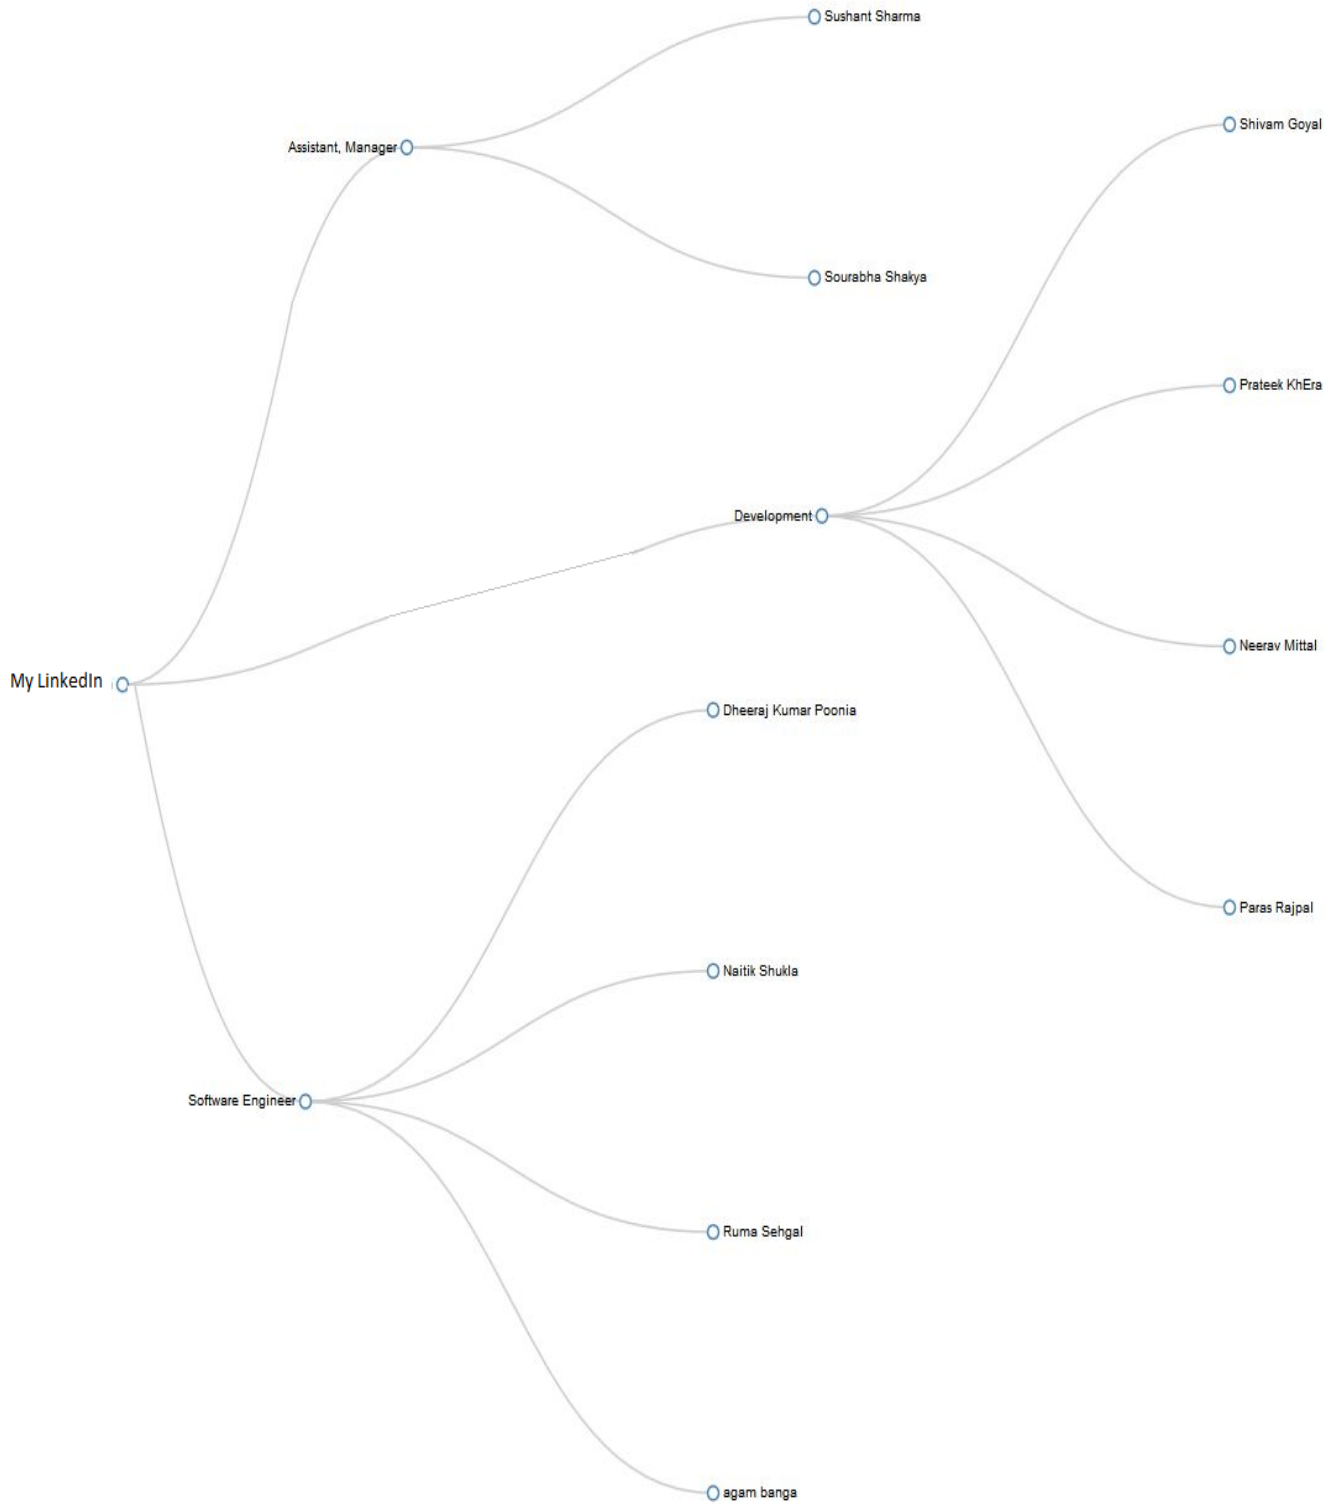 Sushant Sharma
Shivam Goyal
Assistant, Manager
Sourabha Shakya
Prateek KhEra
Development
Neerav Mittal
My LinkedIn
Dheeraj Kumar Poonia
Paras Rajpal
Naitik Shukla
Software Engineer
Ruma Sehgal
agam banga